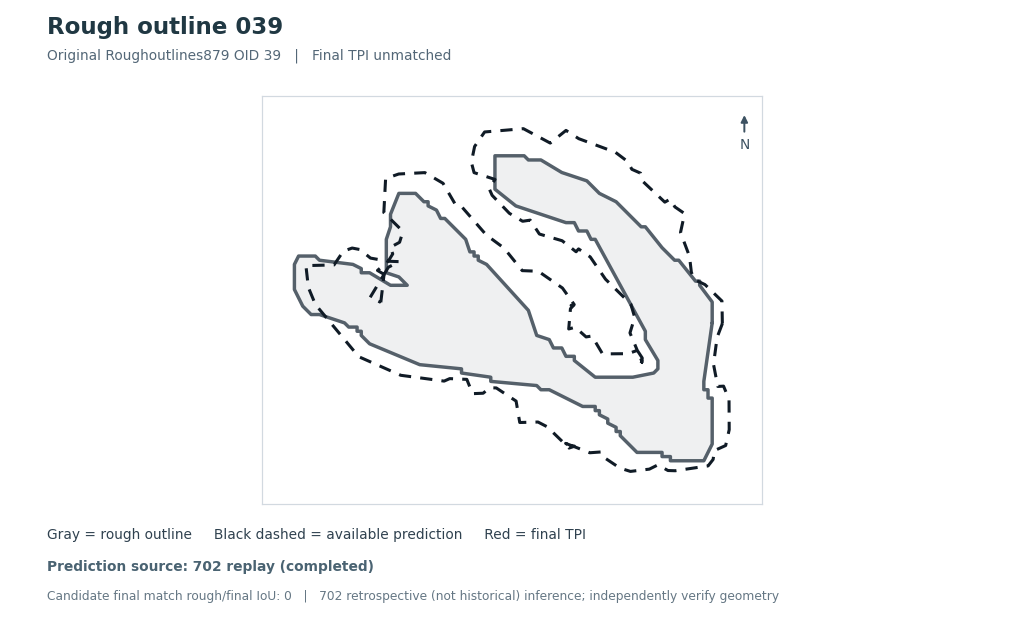 Rough outline 039
Original Roughoutlines879 OID 39   |   Final TPI unmatched
N
Gray = rough outline     Black dashed = available prediction     Red = final TPI
Prediction source: 702 replay (completed)
Candidate final match rough/final IoU: 0   |   702 retrospective (not historical) inference; independently verify geometry